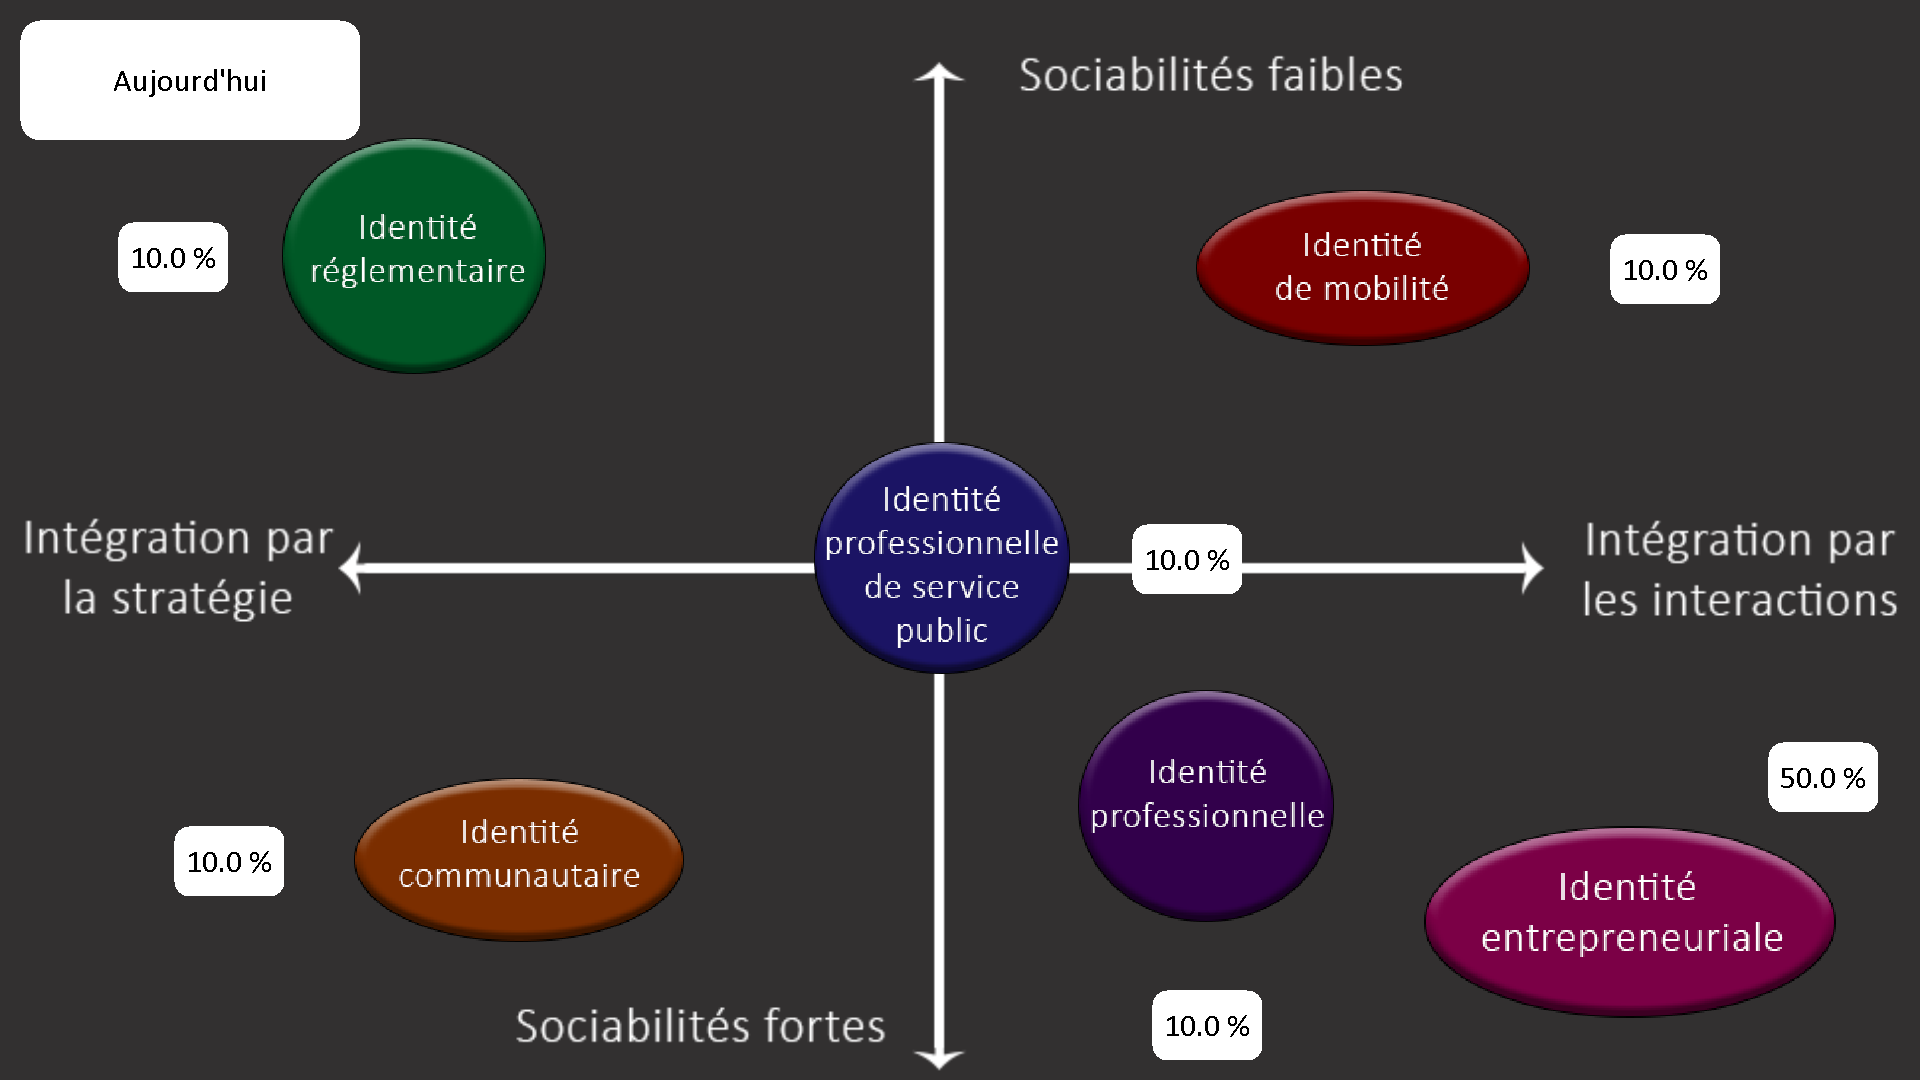 Aujourd'hui
Sociabilités faibles
Identité
réglementaire
10.0 %
Identité
de mobilité
10.0 %
Intégration par
la stratégie
Identité
professionnelle
de service
public
10.0 %
Intégration par
les interactions
Identité
communautaire
10.0 %
Identité
professionnelle
10.0 %
50.0 %
Identité
entrepreneuriale
Sociabilités fortes